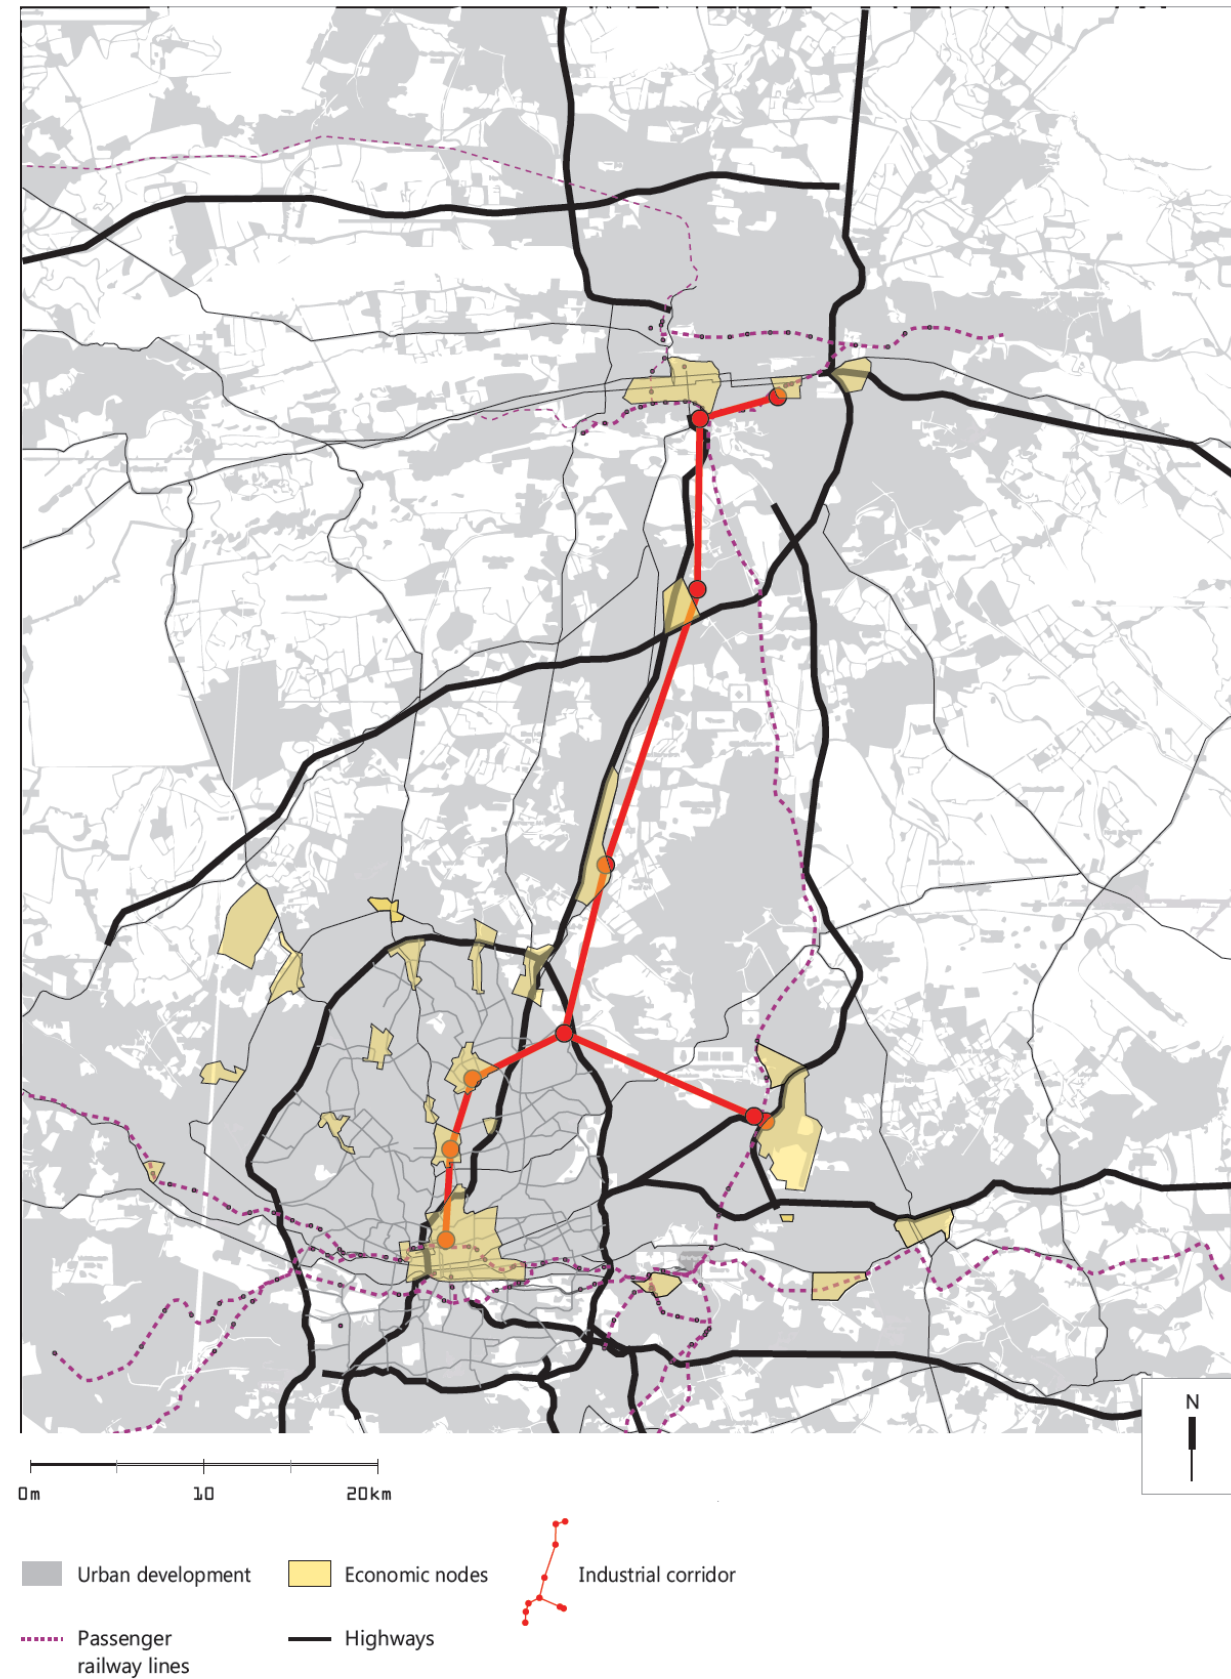 N
0m
10
20km
Urban development
Economic nodes
Industrial corridor
Passenger
railway lines
Highways